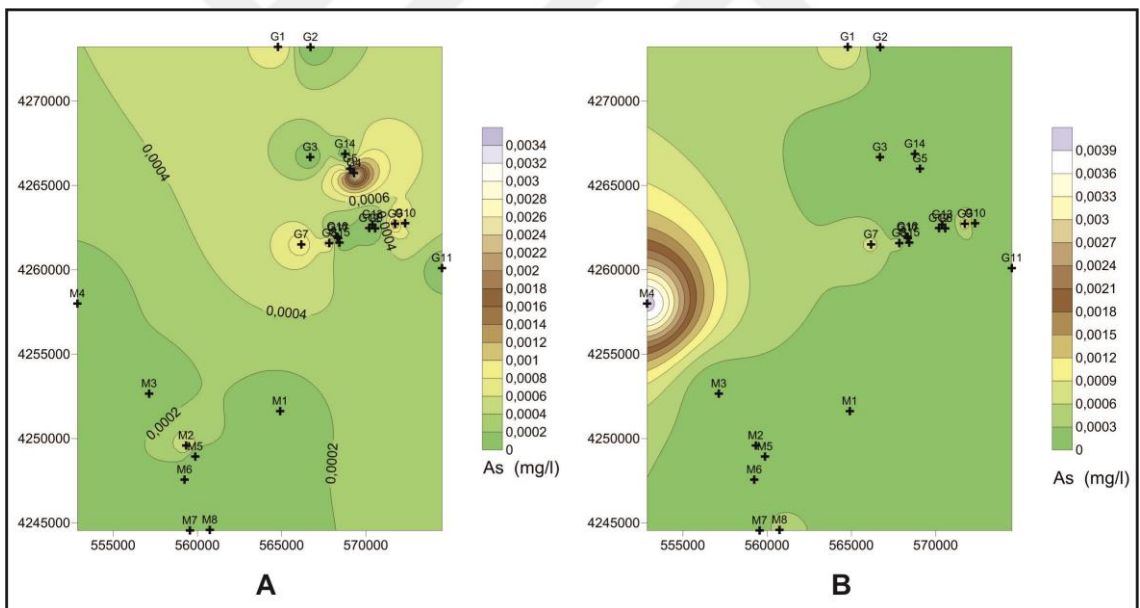 G1 G2
4270000
0,0004
G3 G14
4265000
0,0006
0,0004
G10
G7
G11
4260000
M4
0,0004
4255000
M3
M1
0,0002
4250000
M2
M5
M6
0,0002
M7 M8
4245000
555000 560000 565000 570000
0,0034
0,0032
0,003
0,0028
0,0026
0,0024
0,0022
0,002
0,0018
0,0016
0,0014
0,0012
0,001
0,0008
0,0006
0,0004
0,0002
0
As (mg/l)
A
G1 G2
4270000
G3 G14
G5
4265000
G10
G7
G11
4260000
M4
4255000
M3
M1
4250000
M2
M5
M6
M7 M8
4245000
555000 560000 565000 570000
0,0039
0,0036
0,0033
0,003
0,0027
0,0024
0,0021
0,0018
0,0015
0,0012
0,0009
0,0006
0,0003
0
As (mg/l)
B